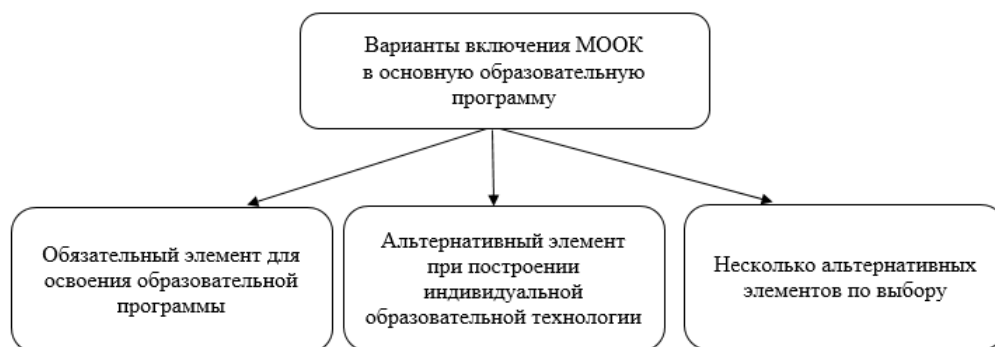 Варианты включения МООК
в основную образовательную
программу
Обязательный элемент для
освоения образовательной
программы
Альтернативный элемент
при построении
индивидуальной
образовательной технологии
Несколько альтернативных
элементов по выбору